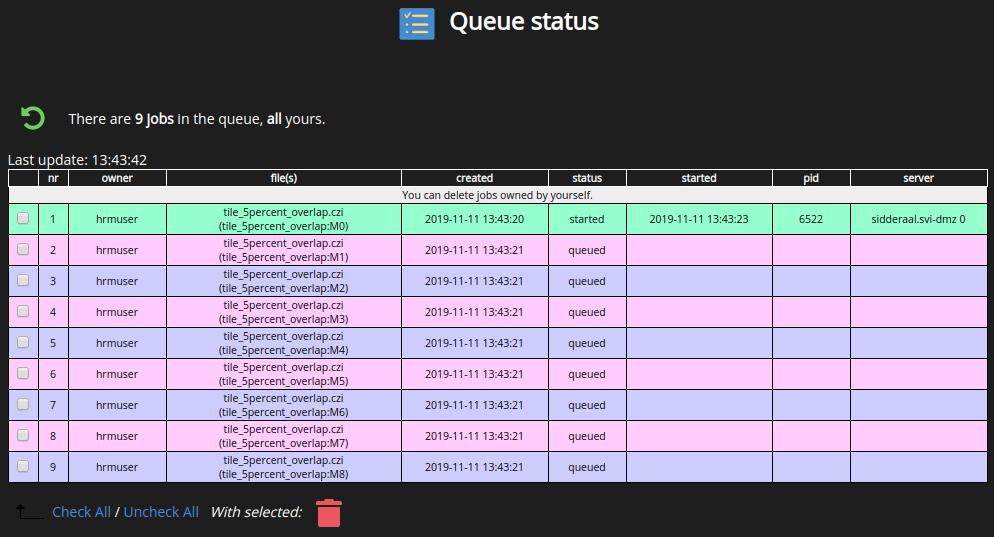 Queue status
There are 9 jobs in the queue, all yours.
Last update: 13:43:42
nr owner file(s) created status started pid server
You can delete jobs owned by yourself.
1 hrmuser tile_5percent_overlap.czi (tile_5percent_overlap:M0) 2019-11-11 13:43:20 started 2019-11-11 13:43:23 6522 sidderaal.svi-dmz 0
2 hrmuser tile_5percent_overlap.czi (tile_5percent_overlap:M1) 2019-11-11 13:43:21 queued
3 hrmuser tile_5percent_overlap.czi (tile_5percent_overlap:M2) 2019-11-11 13:43:21 queued
4 hrmuser tile_5percent_overlap.czi (tile_5percent_overlap:M3) 2019-11-11 13:43:21 queued
5 hrmuser tile_5percent_overlap.czi (tile_5percent_overlap:M4) 2019-11-11 13:43:21 queued
6 hrmuser tile_5percent_overlap.czi (tile_5percent_overlap:M5) 2019-11-11 13:43:21 queued
7 hrmuser tile_5percent_overlap.czi (tile_5percent_overlap:M6) 2019-11-11 13:43:21 queued
8 hrmuser tile_5percent_overlap.czi (tile_5percent_overlap:M7) 2019-11-11 13:43:21 queued
9 hrmuser tile_5percent_overlap.czi (tile_5percent_overlap:M8) 2019-11-11 13:43:21 queued
Check All / Uncheck All With selected: